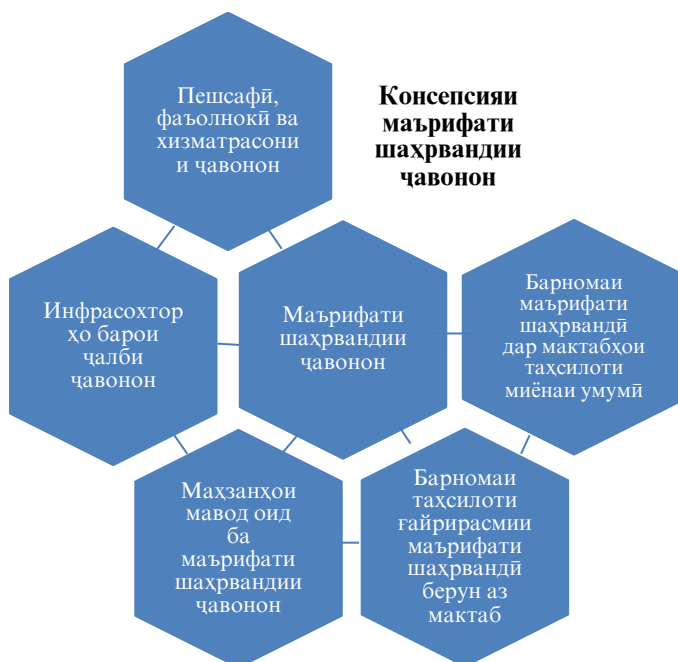 Пешсафӣ,
фаъолнокӣ ва
хизматрасони
и ҷавонон
Консепсияи
маърифати
шаҳрвандии
ҷавонон
Инфрасохтор
ҳо барои
ҷалби
ҷавонон
Маърифати
шаҳрвандии
ҷавонон
Барномаи
маърифати
шаҳрвандӣ
дар мактабҳои
таҳсилоти
миёнаи умумӣ
Маҳзанҳои
мавод оид
ба
маърифати
шаҳрвандии
ҷавонон
Барномаи
таҳсилоти
ғайрирасмии
маърифати
шаҳрвандӣ
берун аз
мактаб